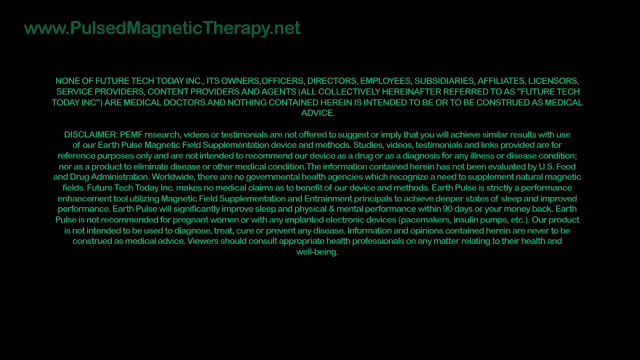 www.PulsedMagneticTherapy.net
NONE OF FUTURE TECH TODAY INC., ITS OWNERS,OFFICERS, DIRECTORS, EMPLOYEES, SUBSIDIARIES, AFFILIATES, LICENSORS,
SERVICE PROVIDERS, CONTENT PROVIDERS AND AGENTS (ALL COLLECTIVELY HEREINAFTER REFERRED TO AS "FUTURE TECH
TODAY INC") ARE MEDICAL DOCTORS AND NOTHING CONTAINED HEREIN IS INTENDED TO BE OR TO BE CONSTRUED AS MEDICAL
ADVICE.
DISCLAIMER: PEMF research, videos or testimonials are not offered to suggest or imply that you will achieve similar results with use
of our Earth Pulse Magnetic Field Supplementation device and methods. Studies, videos, testimonials and links provided are for
reference purposes only and are not intended to recommend our device as a drug or as a diagnosis for any illness or disease condition;
nor as a product to eliminate disease or other medical condition.The information contained herein has not been evaluated by U.S. Food
and Drug Administration. Worldwide, there are no governmental health agencies which recognize a need to supplement natural magnetic
fields. Future Tech Today Inc. makes no medical claims as to benefit of our device and methods. Earth Pulse is strictly a performance
enhancement tool utilizing Magnetic Field Supplementation and Entrainment principals to achieve deeper states of sleep and improved
performance. Earth Pulse will significantly improve sleep and physical & mental performance within 90 days or your money back. Earth
Pulse is not recommended for pregnant women or with any implanted electronic devices (pacemakers, insulin pumps, etc.). Our product
is not intended to be used to diagnose, treat, cure or prevent any disease. Information and opinions contained herein are never to be
construed as medical advice. Viewers should consult appropriate health professionals on any matter relating to their health and
well-being.